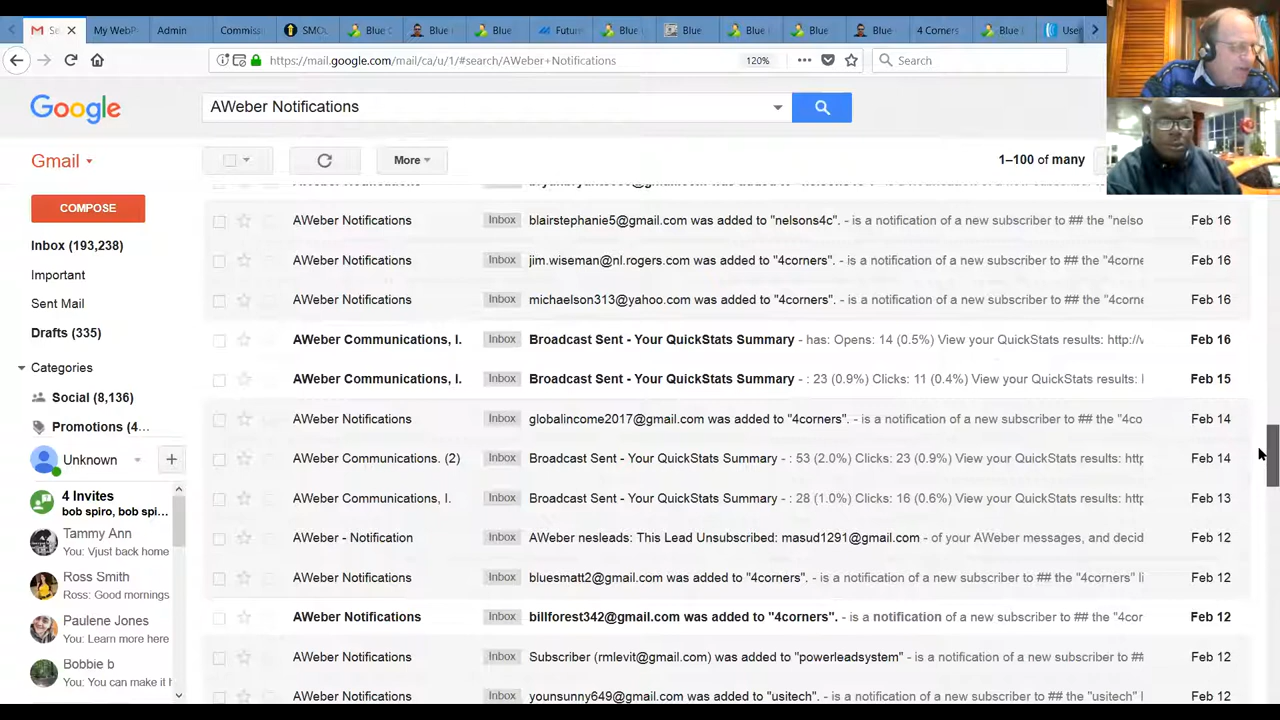 My WebP
Admin
Commiss
Blue
Blue
Blue
Futur
Blue
Blue
Blue
Blue
Blue
4 Corners
Blue
User
https://mail.google.com/mail/
#search/AWeber+Notifications
120%
Search
Google
AWeber Notifications
Gmail
More
1–100 of many
COMPOSE
Inbox (193,238)
Important
Sent Mail
Drafts (335)
Categories
Social (8,136)
Promotions (4...
Unknown
4 Invites
bob spiro, bob spi...
Tammy Ann
You: Vjust back home
Ross Smith
Ross: Good mornings
Paulene Jones
You: Learn more here
Bobbie b
You: You can make it h
AWeber Notifications Inbox blairstephanie5@gmail.com was added to "nelsons4c". - is a notification of a new subscriber to ## the "nelso Feb 16
AWeber Notifications Inbox jim.wiseman@nl.rogers.com was added to "4corners". - is a notification of a new subscriber to ## the "4corne Feb 16
AWeber Notifications Inbox michaelson313@yahoo.com was added to "4corners". - is a notification of a new subscriber to ## the "4corne Feb 16
AWeber Communications, I. Inbox Broadcast Sent - Your QuickStats Summary - has: Opens: 14 (0.5%) View your QuickStats results: http:// Feb 16
AWeber Communications, I. Inbox Broadcast Sent - Your QuickStats Summary - : 23 (0.9%) Clicks: 11 (0.4%) View your QuickStats results: Feb 15
AWeber Notifications Inbox globalincome2017@gmail.com was added to "4corners". - is a notification of a new subscriber to ## the "4co Feb 14
AWeber Communications. (2) Inbox Broadcast Sent - Your QuickStats Summary - : 53 (2.0%) Clicks: 23 (0.9%) View your QuickStats results: http Feb 14
AWeber Communications, I. Inbox Broadcast Sent - Your QuickStats Summary - : 28 (1.0%) Clicks: 16 (0.6%) View your QuickStats results: http Feb 13
AWeber - Notification Inbox AWeber nesleads: This Lead Unsubscribed: masud1291@gmail.com - of your AWeber messages, and decid Feb 12
AWeber Notifications Inbox bluesmatt2@gmail.com was added to "4corners". - is a notification of a new subscriber to ## the "4corners" li Feb 12
AWeber Notifications Inbox billforest342@gmail.com was added to "4corners". - is a notification of a new subscriber to ## the "4cor Feb 12
AWeber Notifications Inbox Subscriber (rmlevit@gmail.com) was added to "powerleadsystem" - is a notification of a new subscriber to ## Feb 12
AWeber Notifications Inbox younsunny649@gmail.com was added to "usitech". - is a notification of a new subscriber to ## the "usitech" l Feb 12